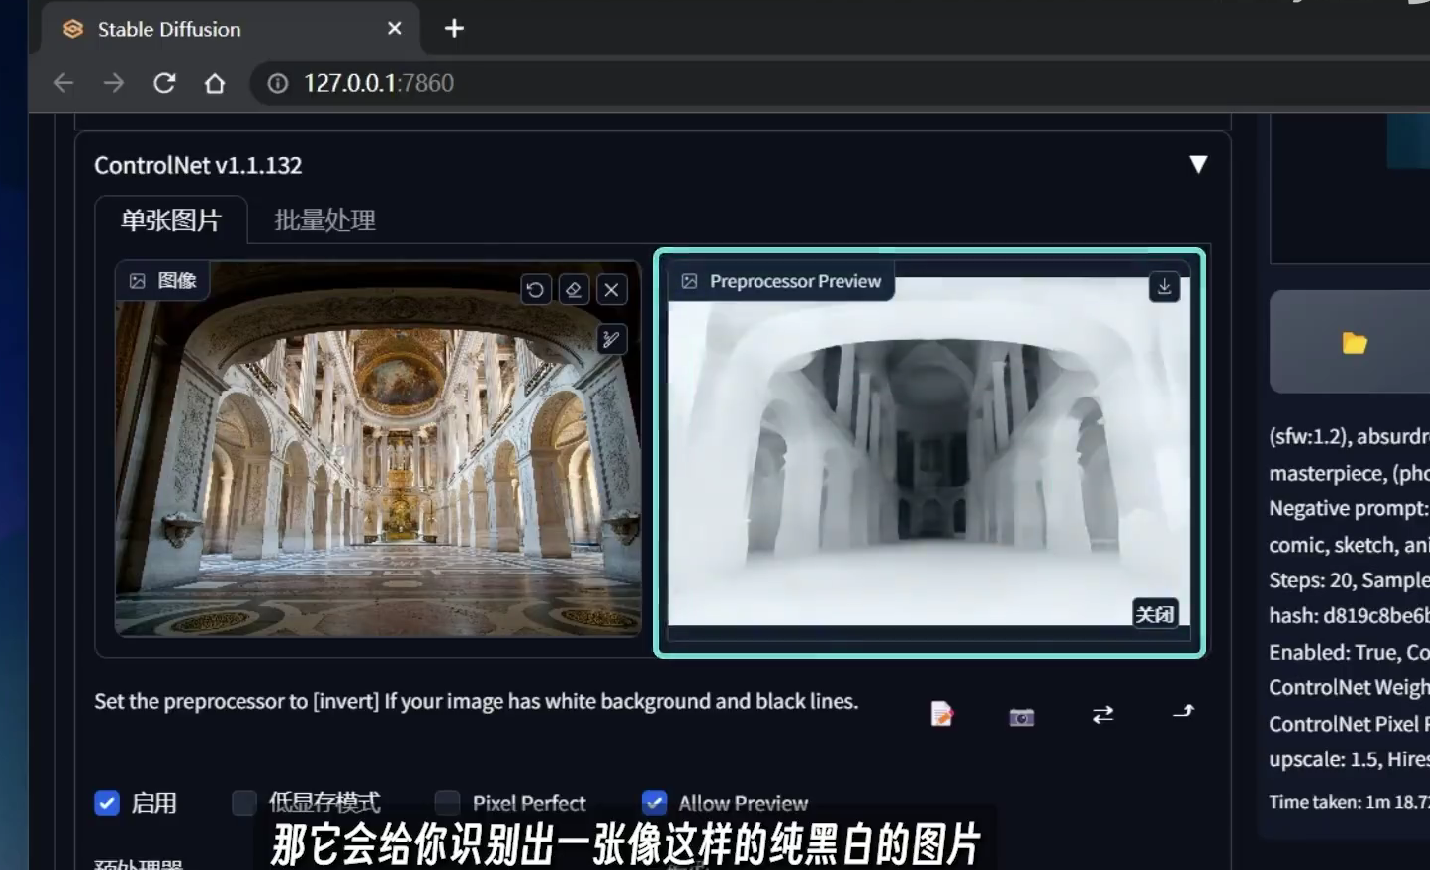 Stable Diffusion
127.0.0.1:7860
ControlNet v1.1.132
单张图片 批量处理
图像
Preprocessor Preview
关闭
Set the preprocessor to [invert] If your image has white background and black lines.
启用 低显存模式 Pixel Perfect Allow Preview
那它会给你识别出一张像这样的纯黑白的图片
预处理器
(sfw:1.2), absurdr
masterpiece, (pho
Negative prompt:
comic, sketch, ani
Steps: 20, Sample
hash: d819c8be6b
Enabled: True, Co
ControlNet Weigh
ControlNet Pixel P
upscale: 1.5, Hires
Time taken: 1m 18.7